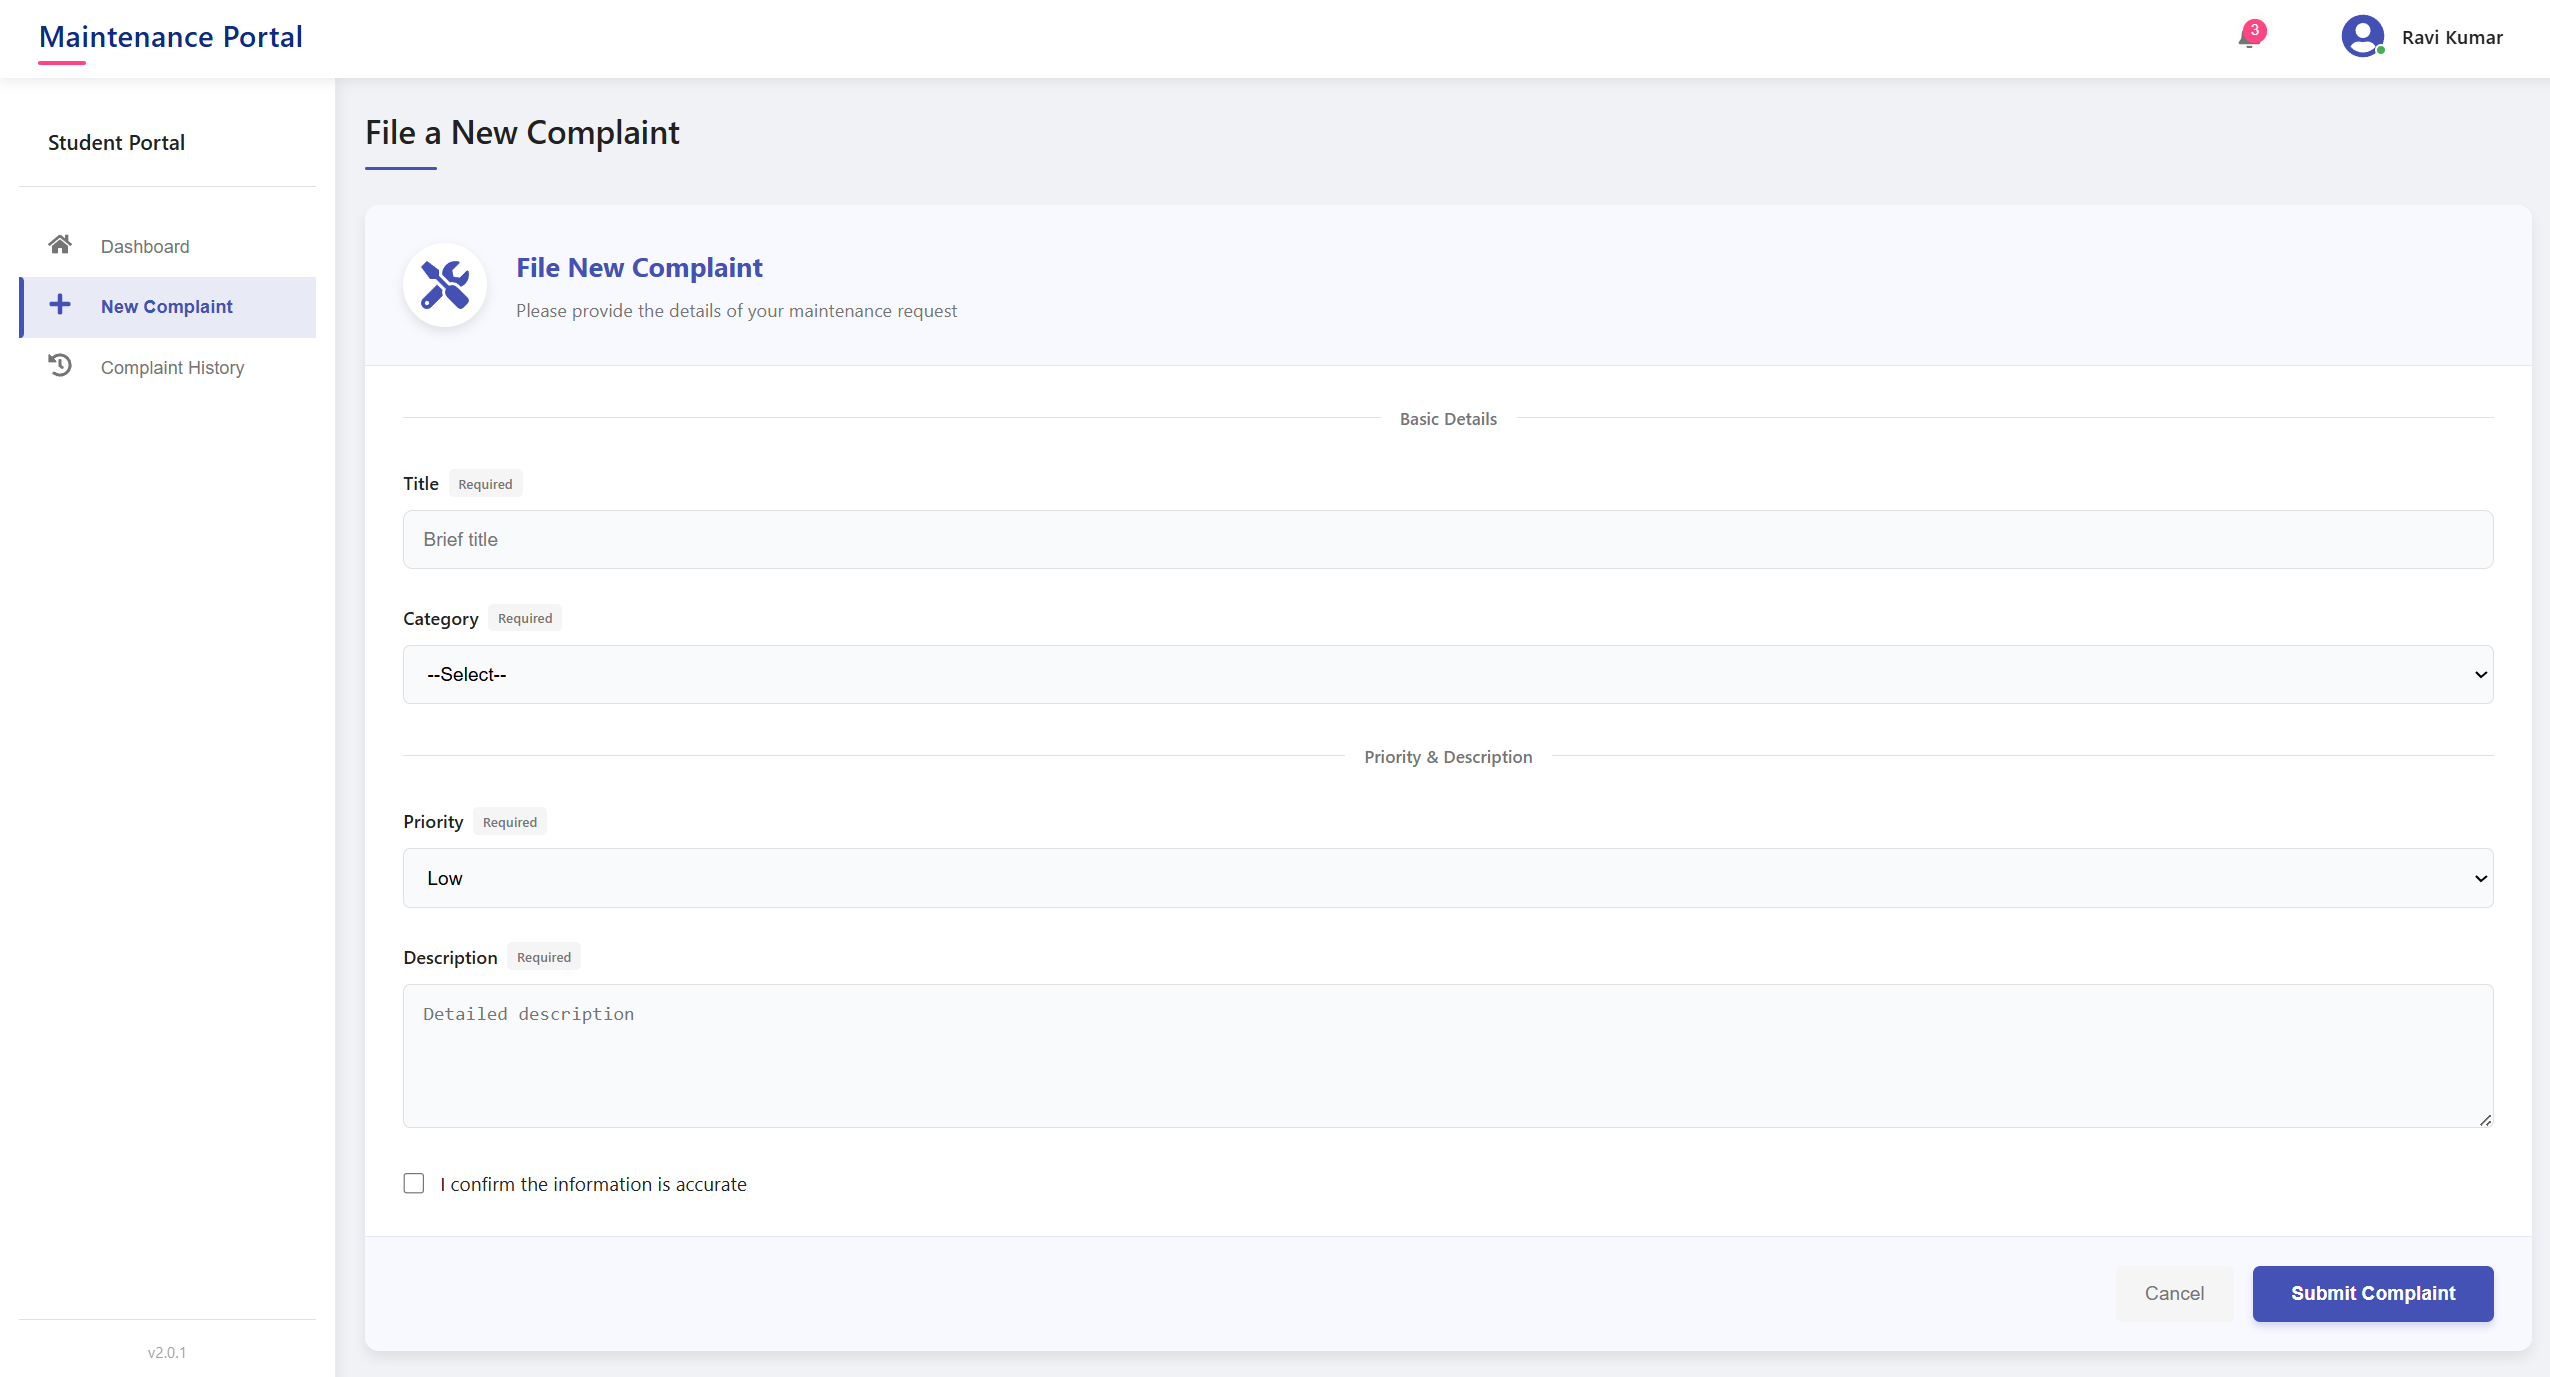 Maintenance Portal
3
Ravi Kumar
Student Portal
Dashboard
New Complaint
Complaint History
v2.0.1
File a New Complaint
File New Complaint
Please provide the details of your maintenance request
Basic Details
Title Required
Brief title
Category Required
--Select--
Priority & Description
Priority Required
Low
Description Required
Detailed description
I confirm the information is accurate
Cancel
Submit Complaint